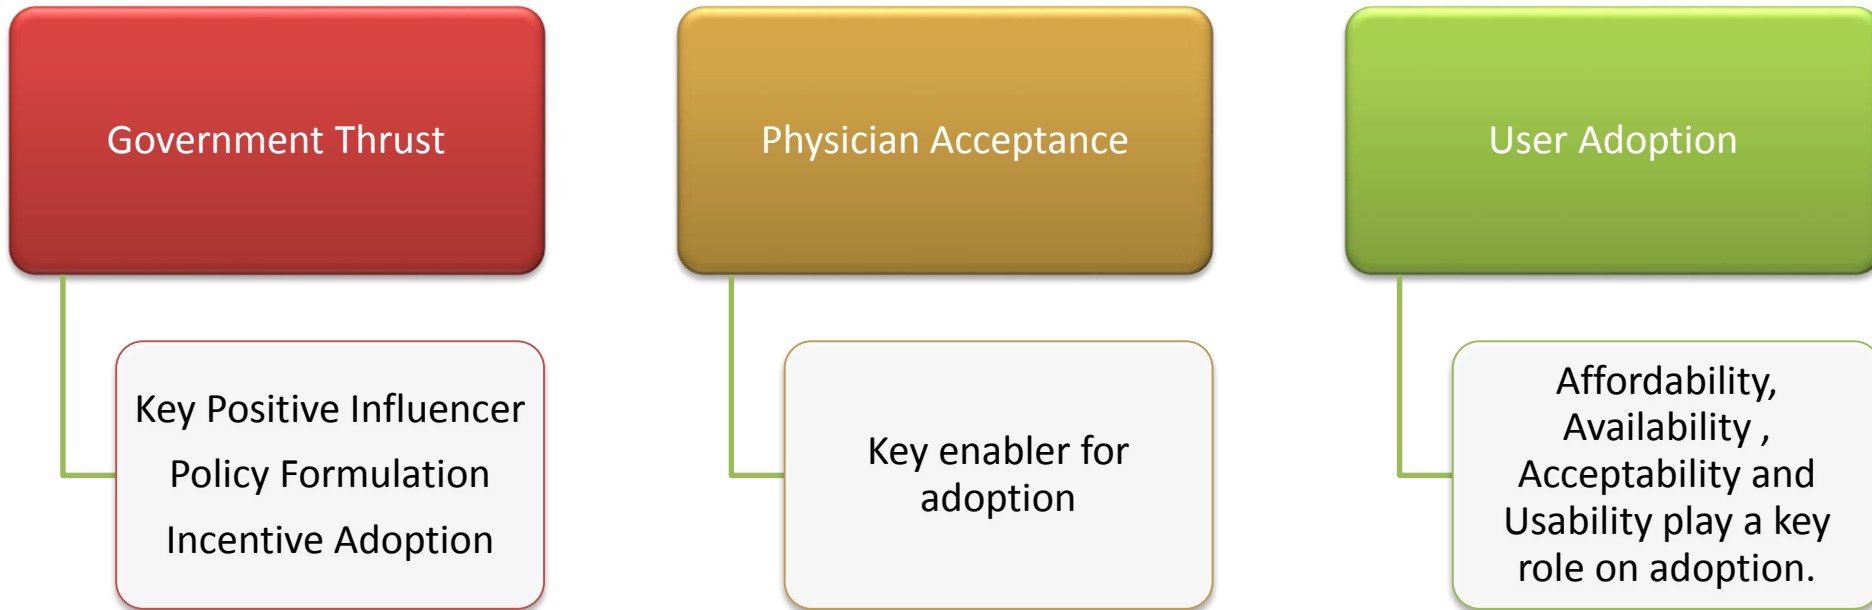 Government Thrust
Key Positive Influencer
Policy Formulation
Incentive Adoption
Physician Acceptance
Key enabler for
adoption
User Adoption
Affordability,
Availability ,
Acceptability and
Usability play a key
role on adoption.